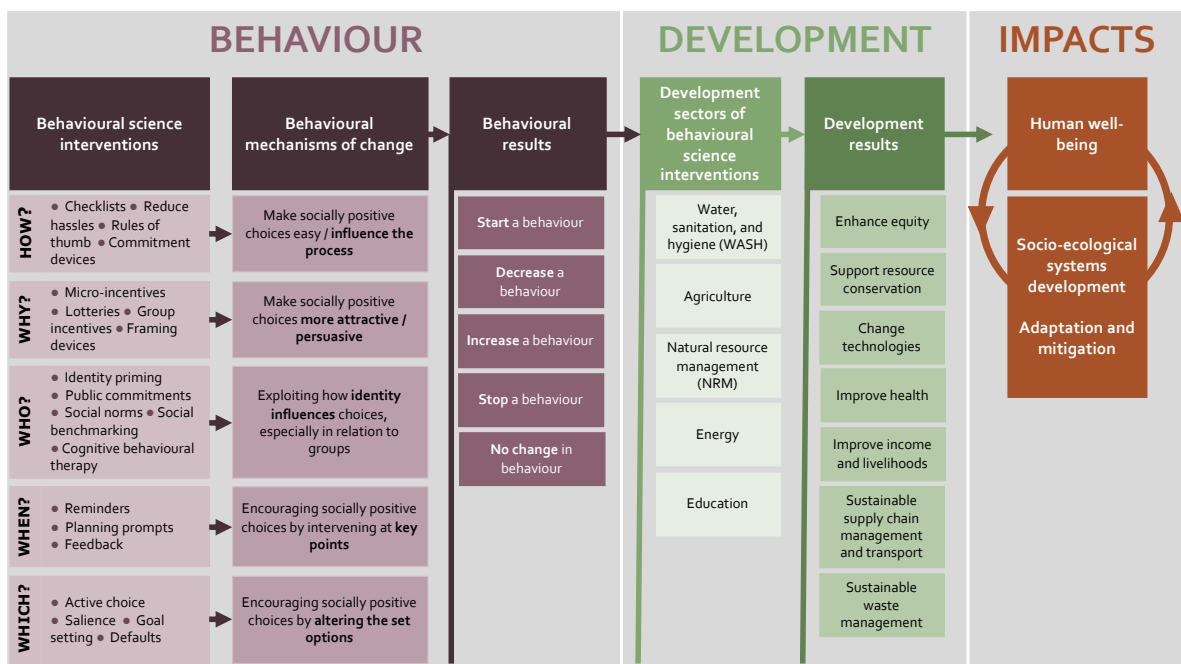 BEHAVIOUR
DEVELOPMENT
IMPACTS
Behavioural science
interventions
Behavioural
mechanisms of change
Behavioural
results
Development
sectors of
behavioural
science
interventions
Development
results
Human well-
being
HOW?
● Checklists ● Reduce
hassles ● Rules of
thumb ● Commitment
devices
Make socially positive
choices easy / influence the
process
WHY?
● Micro-incentives
● Lotteries ● Group
incentives ● Framing
devices
Make socially positive
choices more attractive /
persuasive
WHO?
● Identity priming
● Public commitments
● Social norms ● Social
benchmarking
● Cognitive behavioural
therapy
Exploiting how identity
influences choices,
especially in relation to
groups
WHEN?
● Reminders
● Planning prompts
● Feedback
Encouraging socially positive
choices by intervening at key
points
WHICH?
● Active choice
● Salience ● Goal
setting ● Defaults
Encouraging socially positive
choices by altering the set
options
Start a behaviour
Decrease a
behaviour
Increase a behaviour
Stop a behaviour
No change in
behaviour
Water,
sanitation, and
hygiene (WASH)
Agriculture
Natural resource
management
(NRM)
Energy
Education
Enhance equity
Support resource
conservation
Change
technologies
Improve health
Improve income
and livelihoods
Sustainable
supply chain
management
and transport
Sustainable
waste
management
Socio-ecological
systems
development
Adaptation and
mitigation